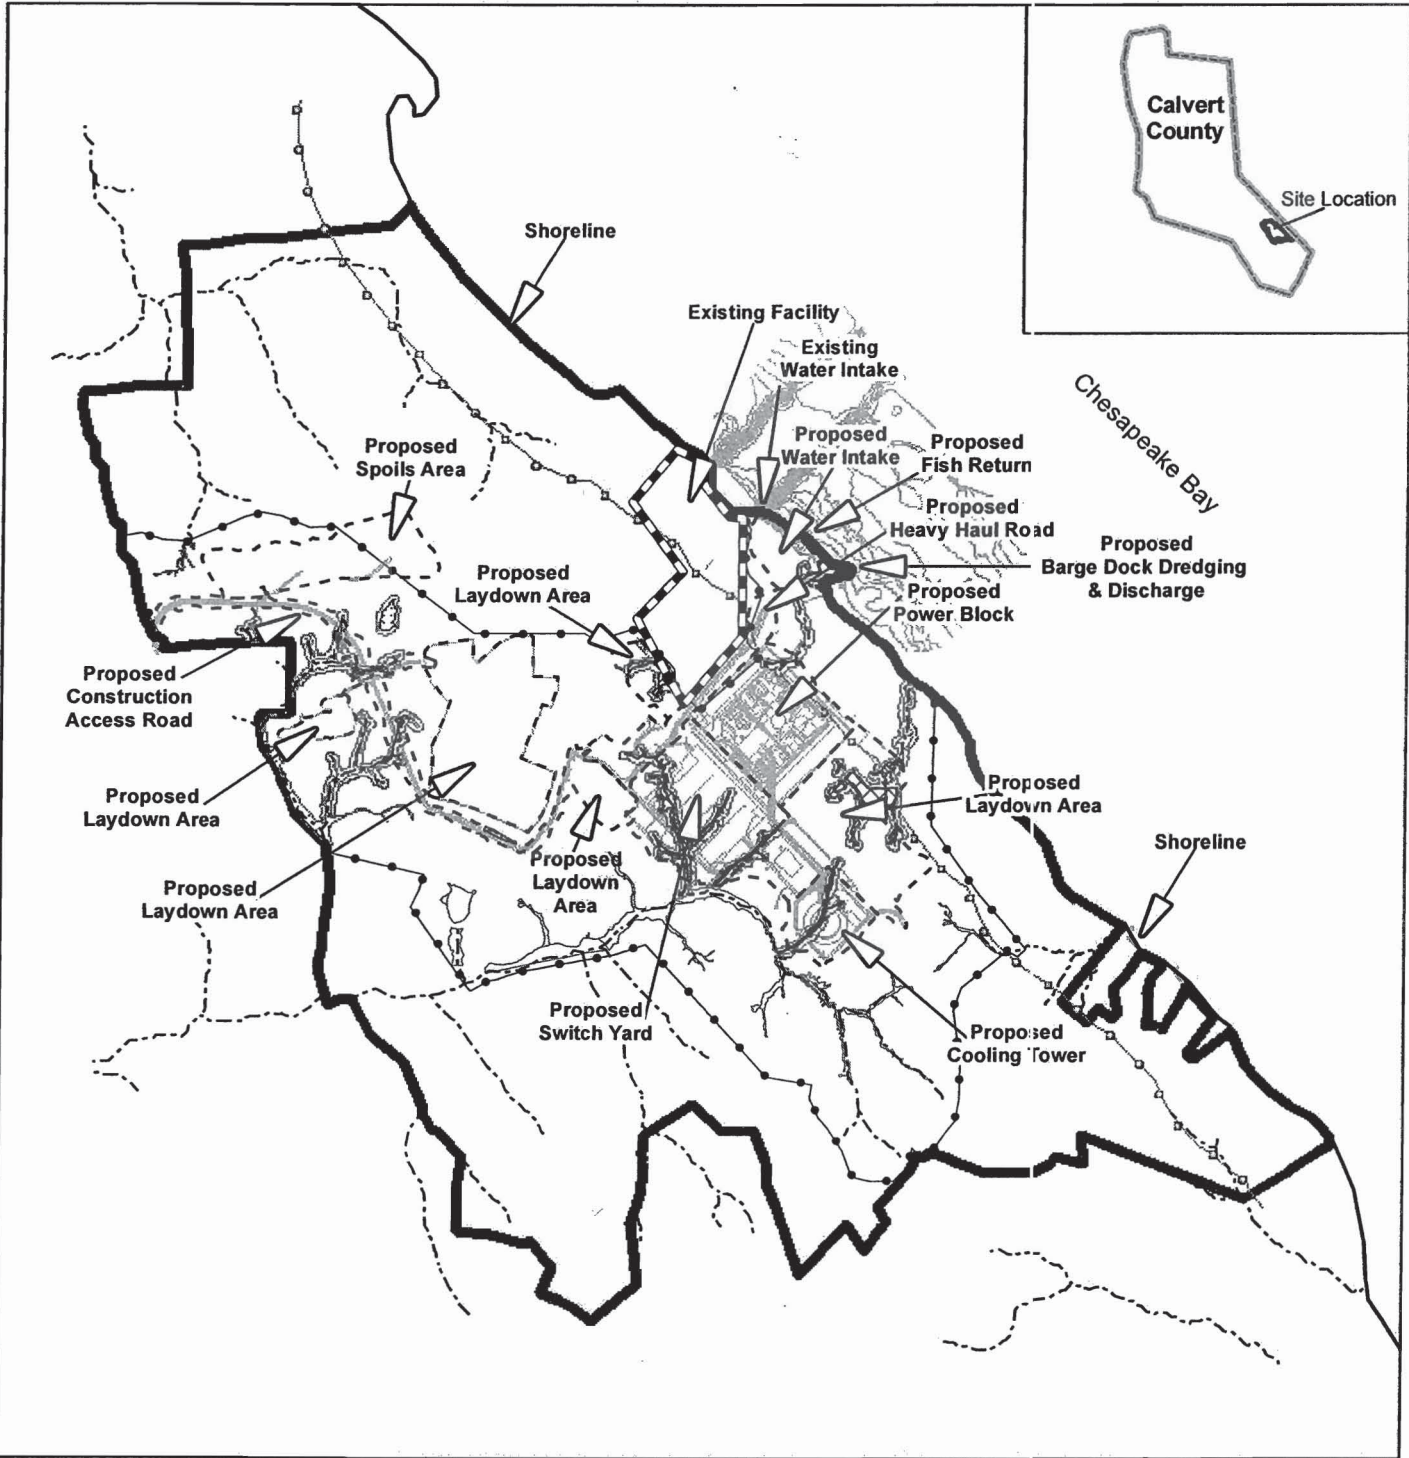 Calvert
County
Site Location
Shoreline
Existing Facility
Existing
Water Intake
Chesapeake Bay
Proposed
Water Intake
Proposed
Fish Return
Proposed
Spoils Area
Proposed
Heavy Haul Road
Proposed
Barge Dock Dredging
& Discharge
Proposed
Laydown Area
Proposed
Power Block
Proposed
Construction
Access Road
Proposed
Laydown Area
Proposed
Laydown Area
Shoreline
Proposed
Laydown Area
Proposed
Laydown
Area
Proposed
Switch Yard
Proposed
Cooling Tower